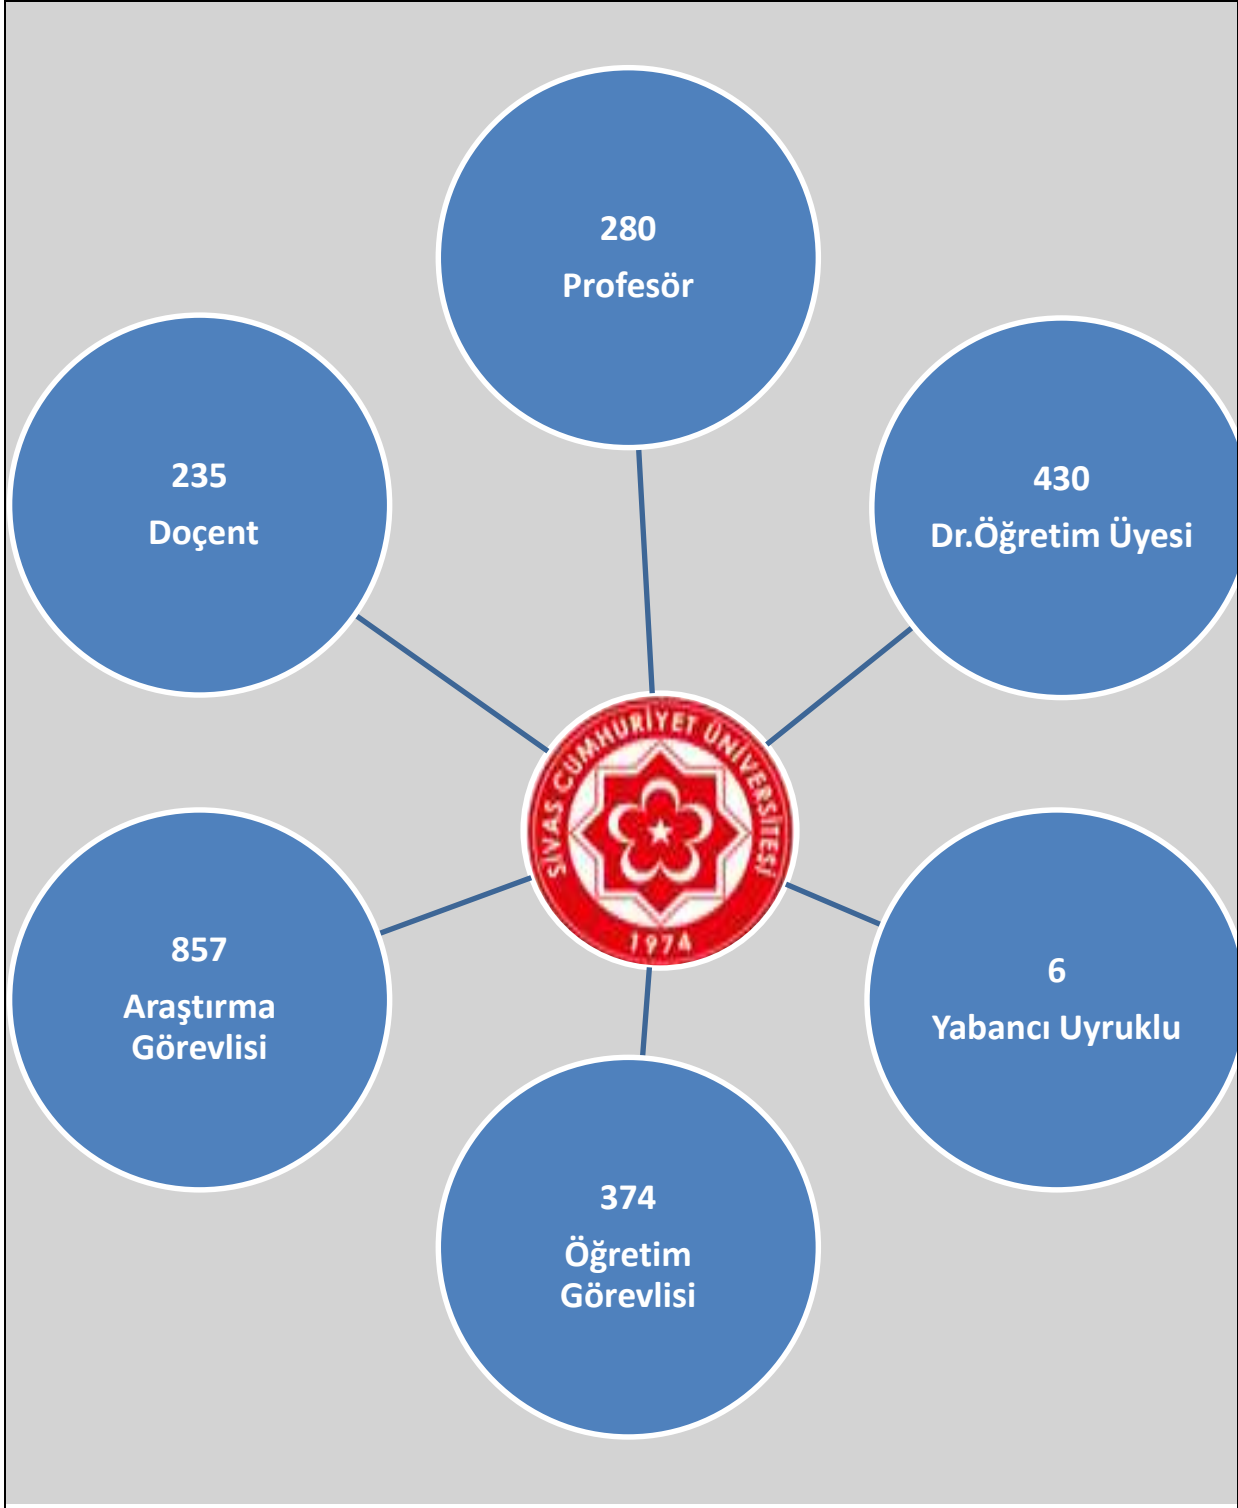 280
Profesör
235
Doçent
430
Dr.Öğretim Üyesi
SİVAS CUMHURİYET ÜNİVERSİTESİ
1974
857
Araştırma
Görevlisi
6
Yabancı Uyruklu
374
Öğretim
Görevlisi